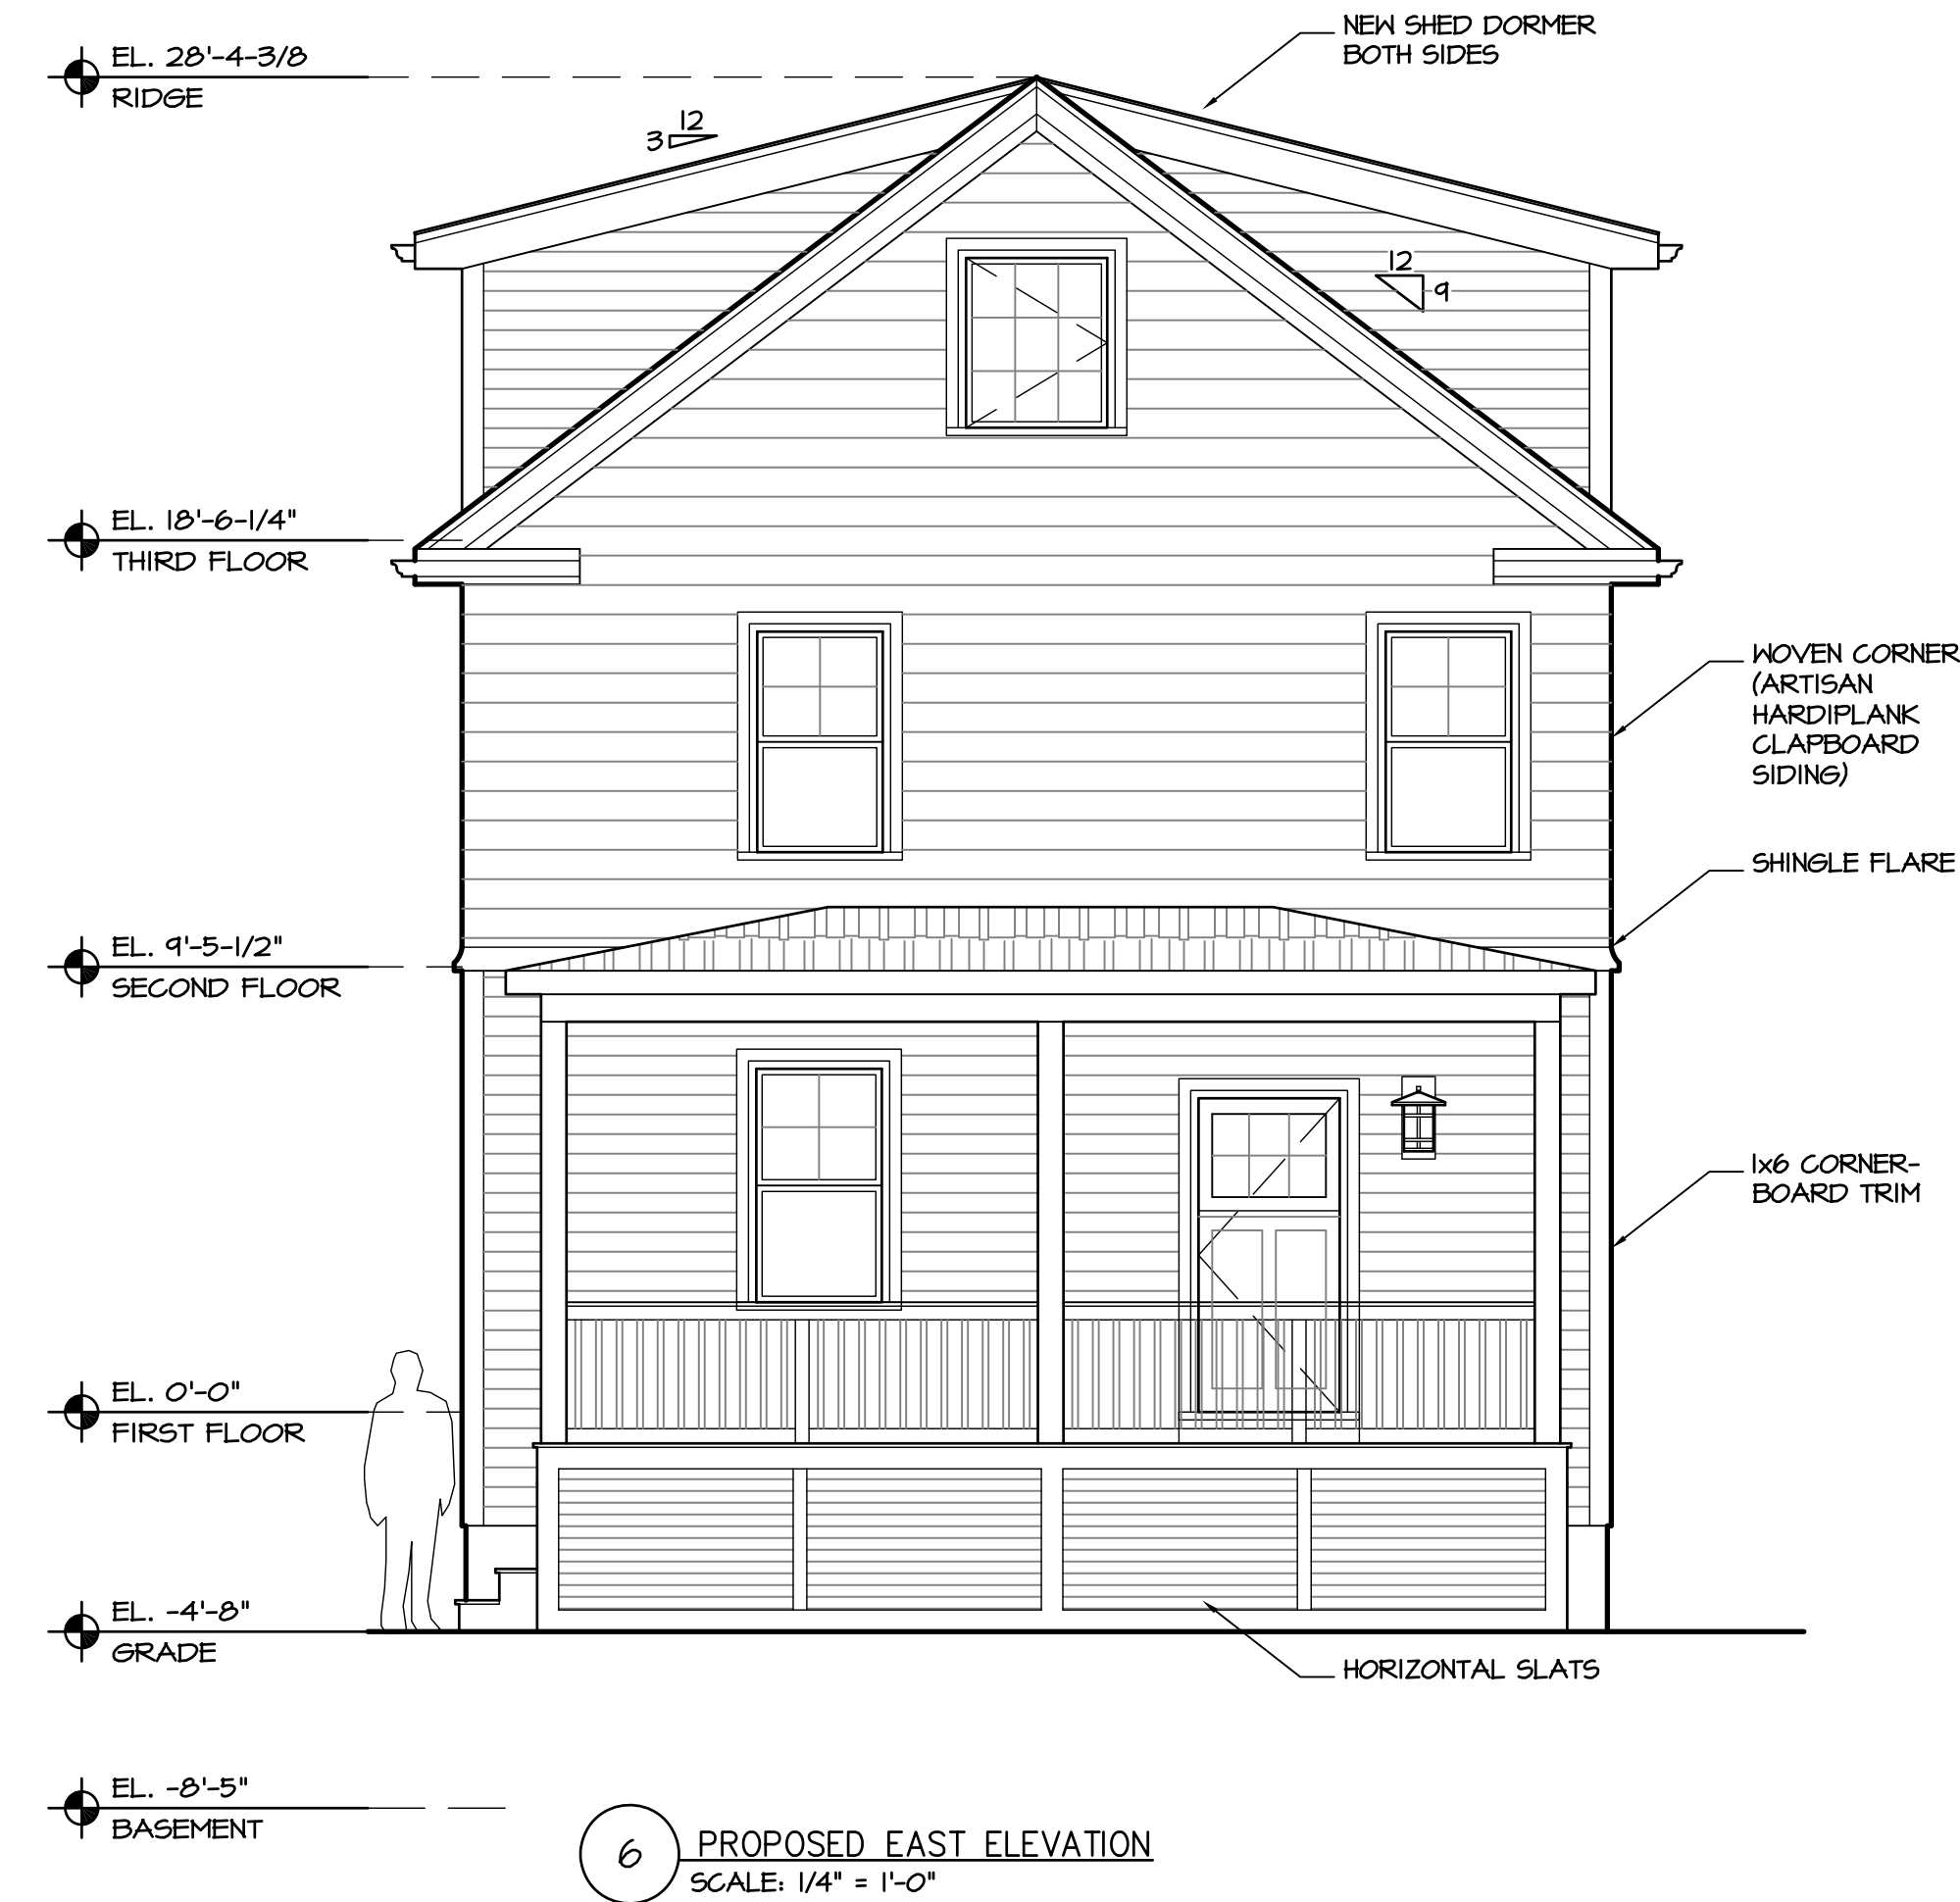 NEW SHED DORMER
BOTH SIDES
EL. 28'-4-3/8
RIDGE
12
3
12
9
EL. 18'-6-1/4"
THIRD FLOOR
WOVEN CORNER
(ARTISAN
HARDIPLANK
CLAPBOARD
SIDING)
SHINGLE FLARE
EL. 9'-5-1/2"
SECOND FLOOR
1x6 CORNER-
BOARD TRIM
EL. 0'-0"
FIRST FLOOR
EL. -4'-8"
GRADE
HORIZONTAL SLATS
EL. -8'-5"
BASEMENT
6
PROPOSED EAST ELEVATION
SCALE: 1/4" = 1'-0"